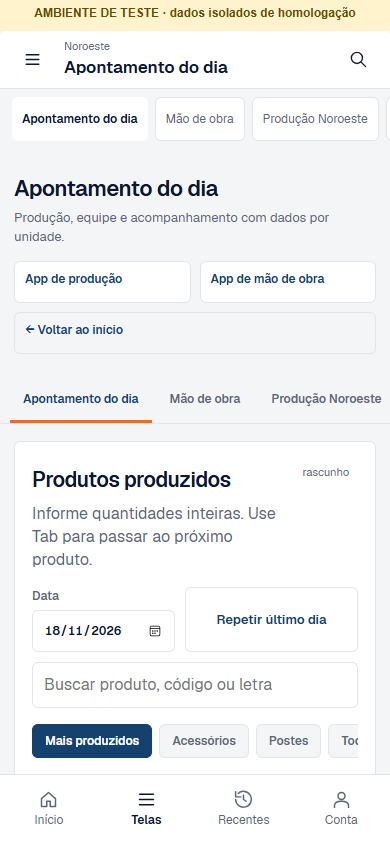 AMBIENTE DE TESTE · dados isolados de homologação
Noroeste
Apontamento do dia
Apontamento do dia
Mão de obra
Produção Noroeste
Apontamento do dia
Produção, equipe e acompanhamento com dados por
unidade.
App de produção
App de mão de obra
← Voltar ao início
Apontamento do dia
Mão de obra
Produção Noroeste
Produtos produzidos
rascunho
Informe quantidades inteiras. Use
Tab para passar ao próximo
produto.
Data
18/11/2026
Repetir último dia
Buscar produto, código ou letra
Mais produzidos
Acessórios
Postes
Início
Telas
Recentes
Conta